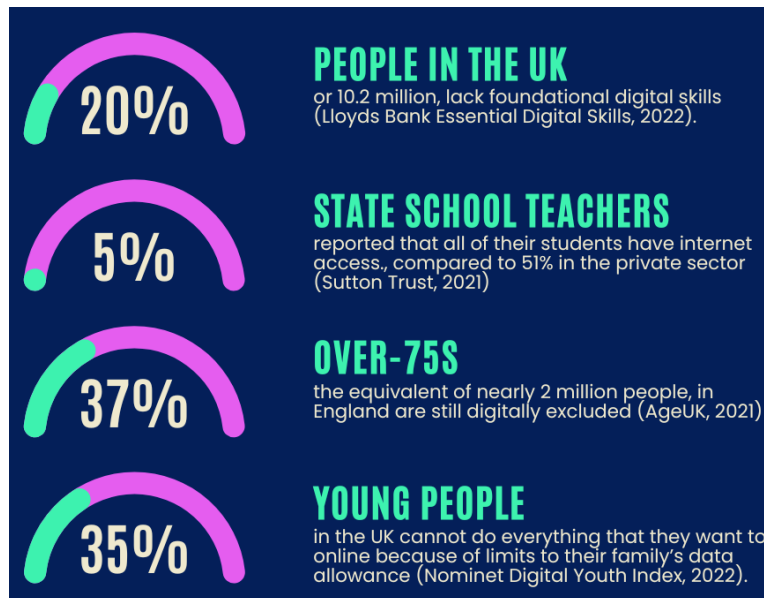 20%
PEOPLE IN THE UK
or 10.2 million, lack foundational digital skills
(Lloyds Bank Essential Digital Skills, 2022).
5%
STATE SCHOOL TEACHERS
reported that all of their students have internet
access., compared to 51% in the private sector
(Sutton Trust, 2021)
37%
OVER-75S
the equivalent of nearly 2 million people, in
England are still digitally excluded (AgeUK, 2021)
35%
YOUNG PEOPLE
in the UK cannot do everything that they want to
online because of limits to their family's data
allowance (Nominet Digital Youth Index, 2022).